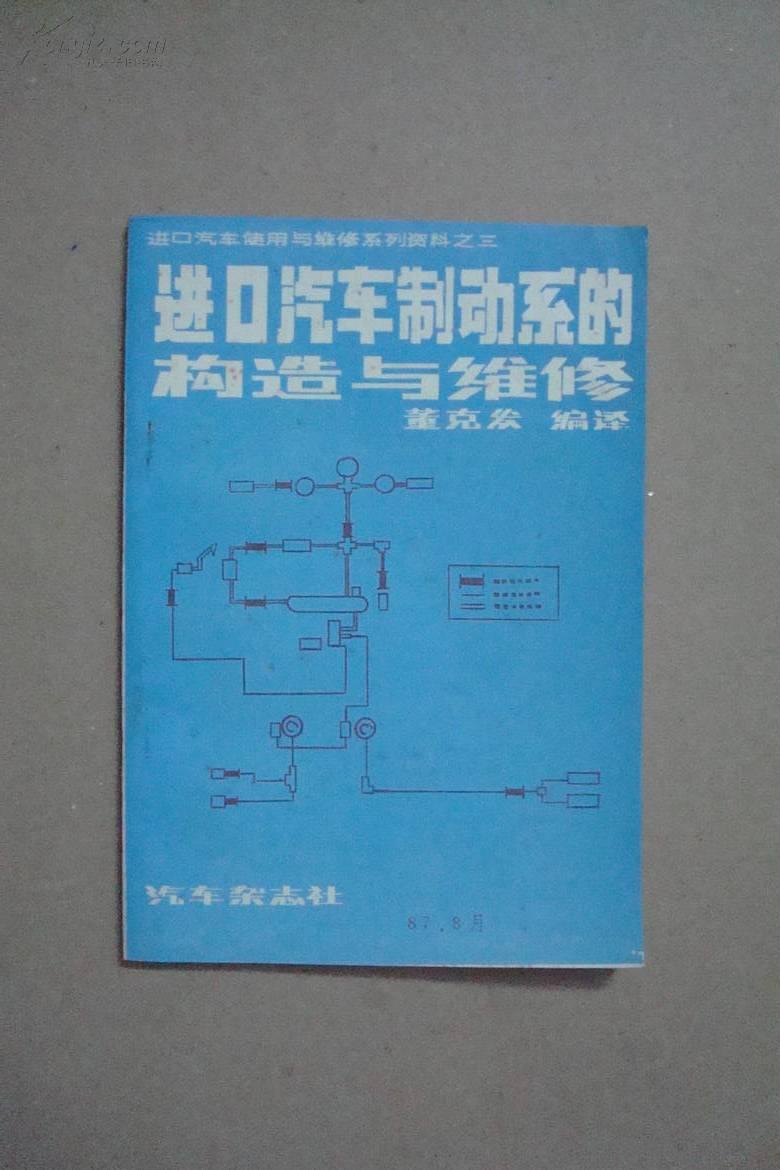 进口汽车使用与维修系列资料之三
进口汽车制动系的
构造与维修
董克发 编译
汽车杂志社
87.8月